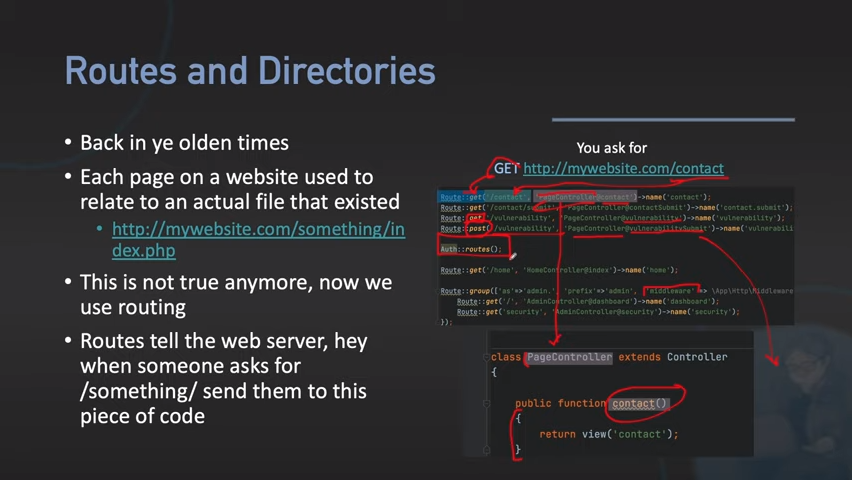 Routes and Directories
• Back in ye olden times
• Each page on a website used to
relate to an actual file that existed
• http://mywebsite.com/something/in
dex.php
• This is not true anymore, now we
use routing
• Routes tell the web server, hey
when someone asks for
/something/ send them to this
piece of code
You ask for
GET http://mywebsite.com/contact
Route::get('/contact', 'PageController@contact')->name('contact');
Route::get('/contact/submit', 'PageController@contactSubmit')->name('contact.submit');
Route::get('/vulnerability', 'PageController@vulnerability')->name('vulnerability');
Route::post('/vulnerability', 'PageController@vulnerabilitySubmit')->name('vulnerabili
Auth::routes();
Route::get('/home', 'HomeController@index')->name('home');
Route::group(['as'=>'admin.', 'prefix'=>'admin', 'middleware'=> \App\Http\Middleware
Route::get('/', 'AdminController@dashboard')->name('dashboard');
Route::get('security', 'AdminController@security')->name('security');
});
class PageController extends Controller
{
public function contact()
{
return view('contact');
}